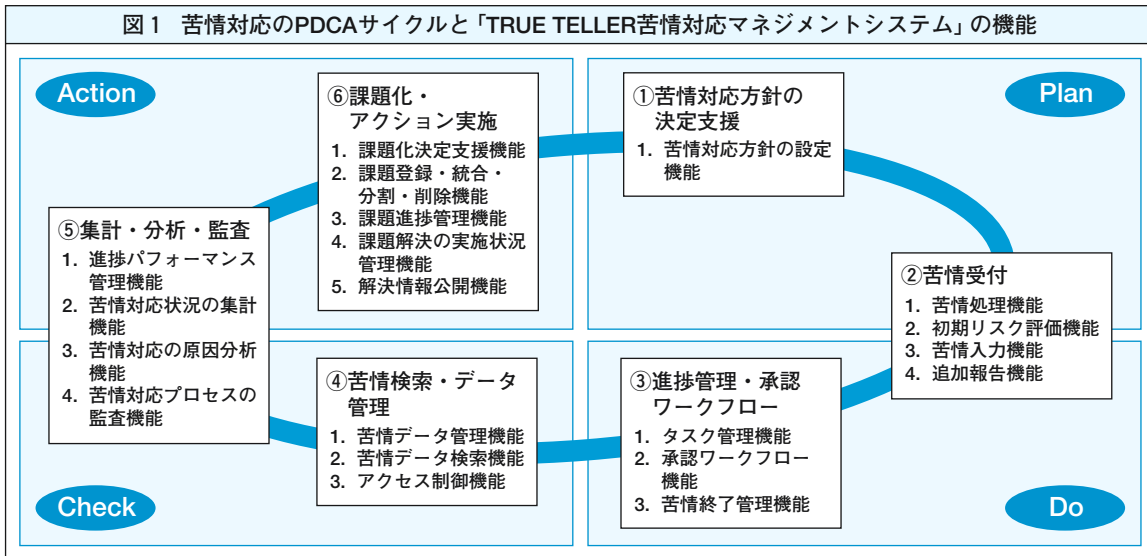 図1 苦情対応のPDCAサイクルと「TRUE TELLER苦情対応マネジメントシステム」の機能
Action
⑥課題化・
アクション実施
1. 課題化決定支援機能
2. 課題登録・統合・
分割・削除機能
3. 課題進捗管理機能
4. 課題解決の実施状況
管理機能
5. 解決情報公開機能
①苦情対応方針の
決定支援
1. 苦情対応方針の設定
機能
Plan
⑤集計・分析・監査
1. 進捗パフォーマンス
管理機能
2. 苦情対応状況の集計
機能
3. 苦情対応の原因分析
機能
4. 苦情対応プロセスの
監査機能
②苦情受付
1. 苦情処理機能
2. 初期リスク評価機能
3. 苦情入力機能
4. 追加報告機能
④苦情検索・データ
管理
1. 苦情データ管理機能
2. 苦情データ検索機能
3. アクセス制御機能
③進捗管理・承認
ワークフロー
1. タスク管理機能
2. 承認ワークフロー
機能
3. 苦情終了管理機能
Check
Do